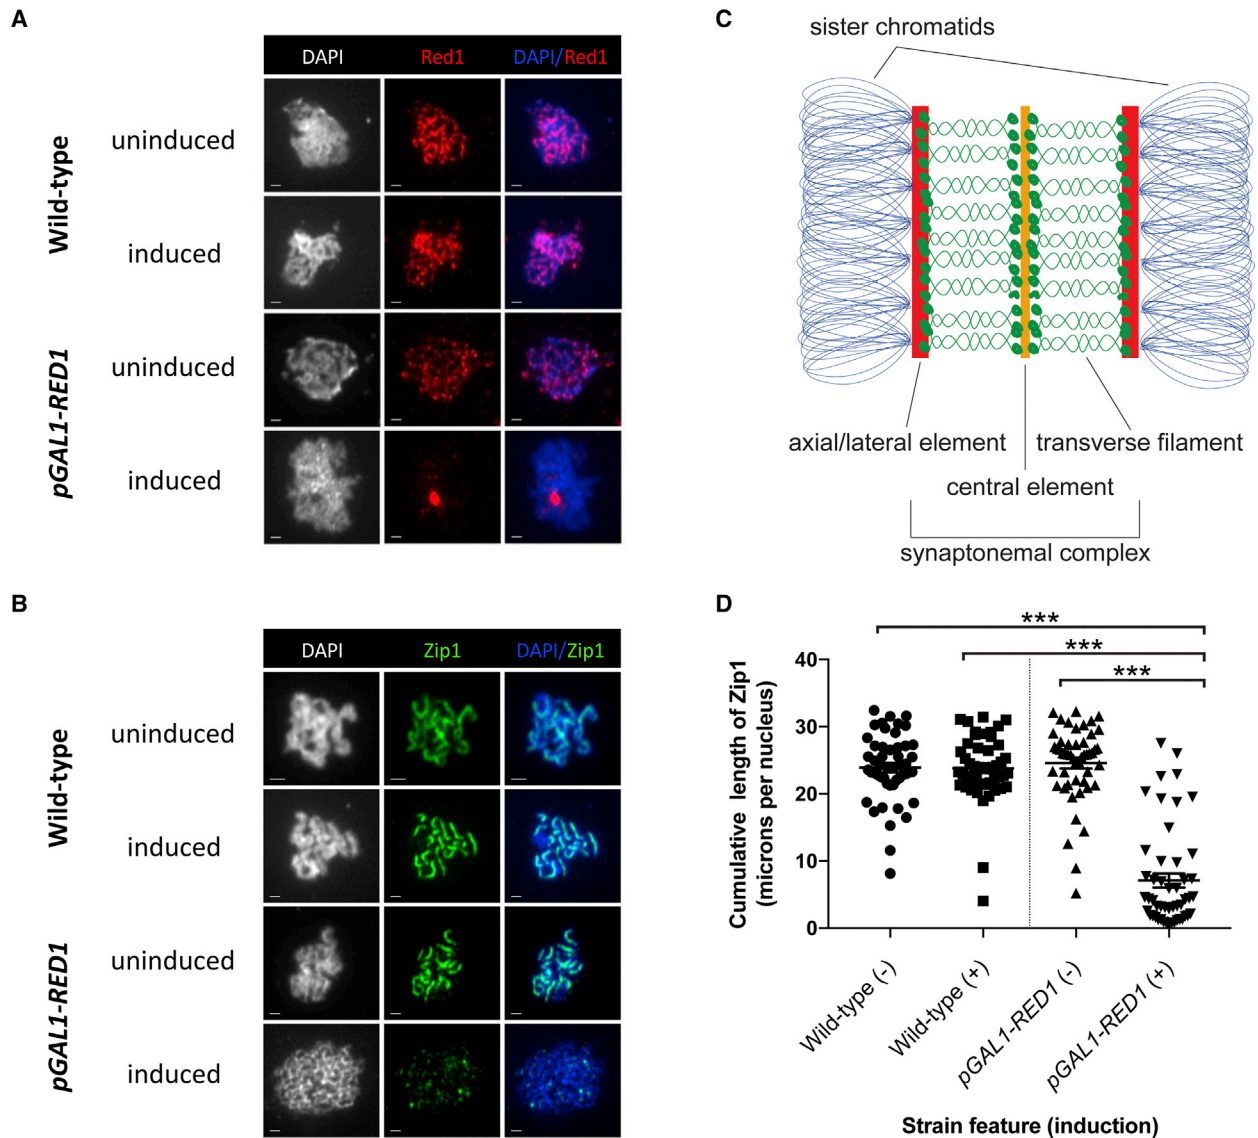 A
DAPI Red1 DAPI/Red1
Wild-type
uninduced
induced
pGAL1-RED1
uninduced
induced
B
DAPI Zip1 DAPI/Zip1
Wild-type
uninduced
induced
pGAL1-RED1
uninduced
induced
C
sister chromatids
axial/lateral element
transverse filament
central element
synaptonemal complex
D
***
***
***
Cumulative length of Zip1
(microns per nucleus)
40
30
20
10
0
Wild-type (-)
Wild-type (+)
pGAL1-RED1 (-)
pGAL1-RED1 (+)
Strain feature (induction)